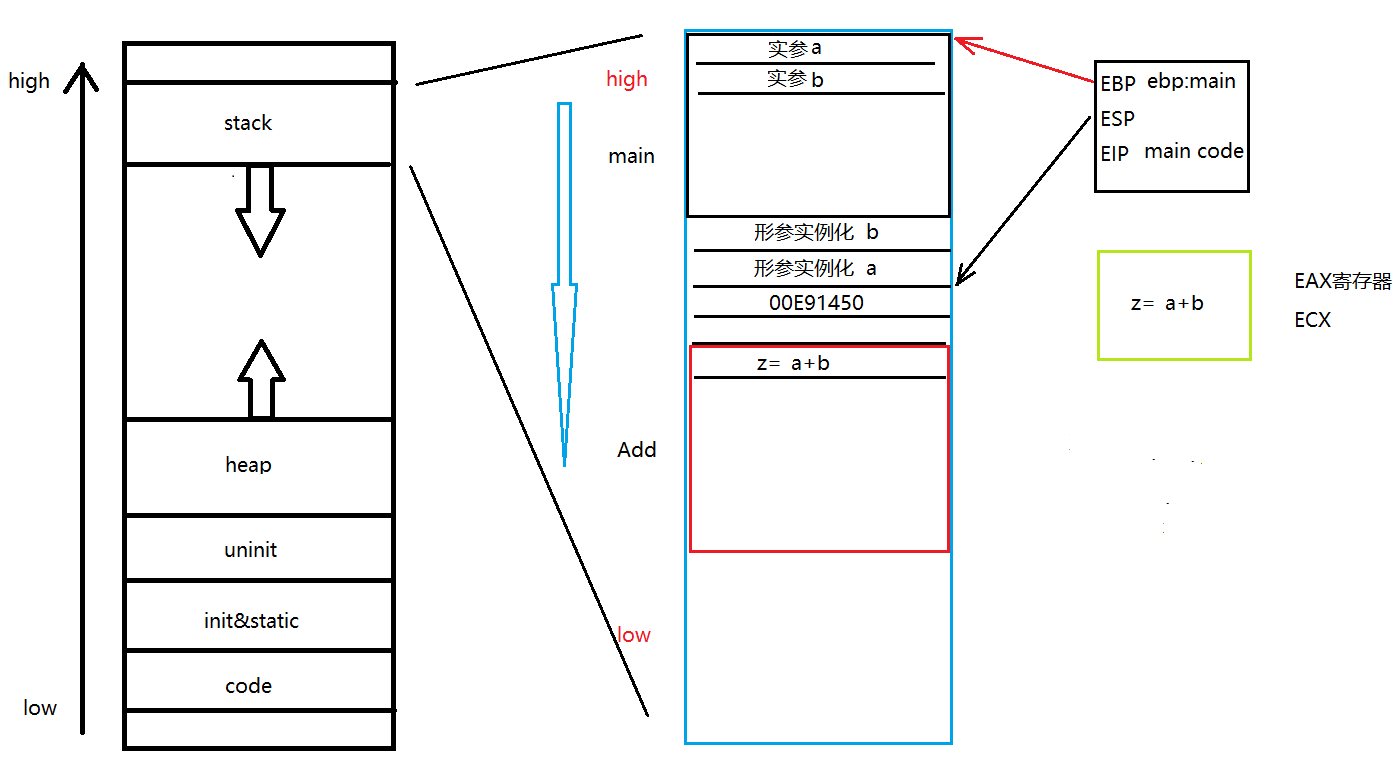 high
stack
heap
uninit
init&static
code
low
high
main
Add
low
实参 a
实参 b
形参实例化 b
形参实例化 a
00E91450
z= a+b
EBP ebp:main
ESP
EIP main code
z= a+b
EAX寄存器
ECX